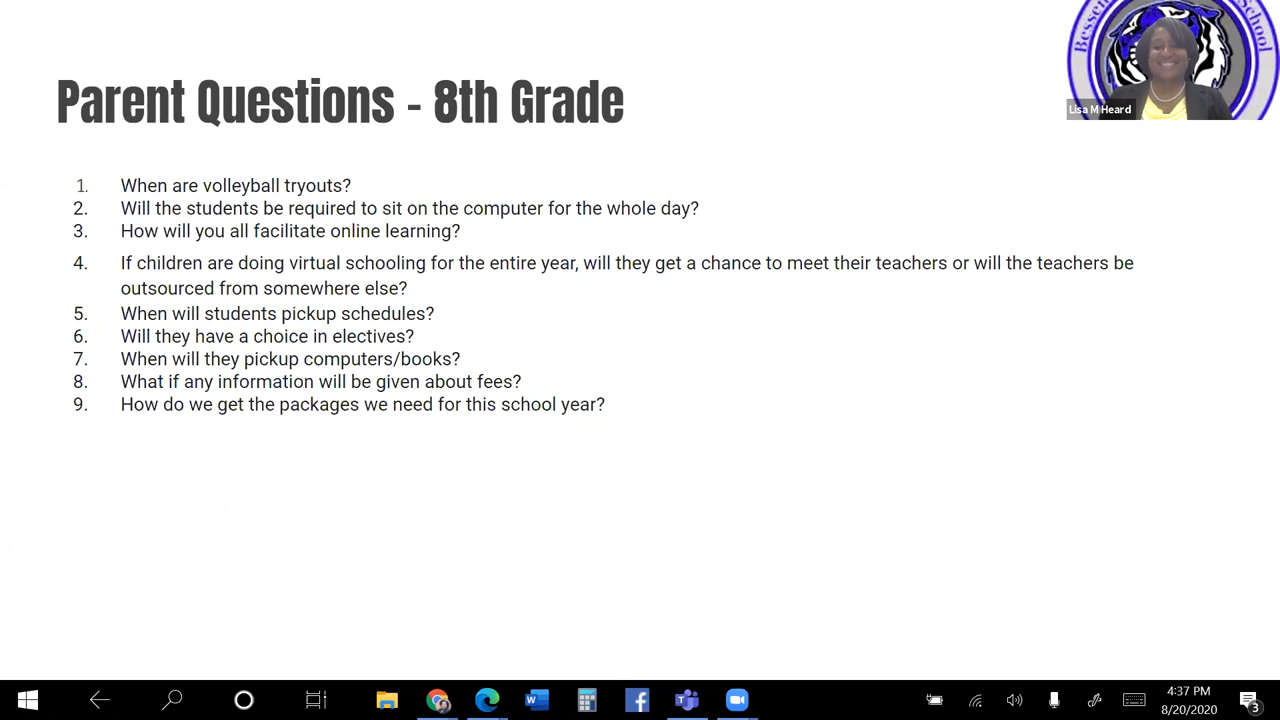 Bessem School
Parent Questions - 8th Grade
Lisa M Heard
1. When are volleyball tryouts?
2. Will the students be required to sit on the computer for the whole day?
3. How will you all facilitate online learning?
4. If children are doing virtual schooling for the entire year, will they get a chance to meet their teachers or will the teachers be
outsourced from somewhere else?
5. When will students pickup schedules?
6. Will they have a choice in electives?
7. When will they pickup computers/books?
8. What if any information will be given about fees?
9. How do we get the packages we need for this school year?
4:37 PM
8/20/2020
3